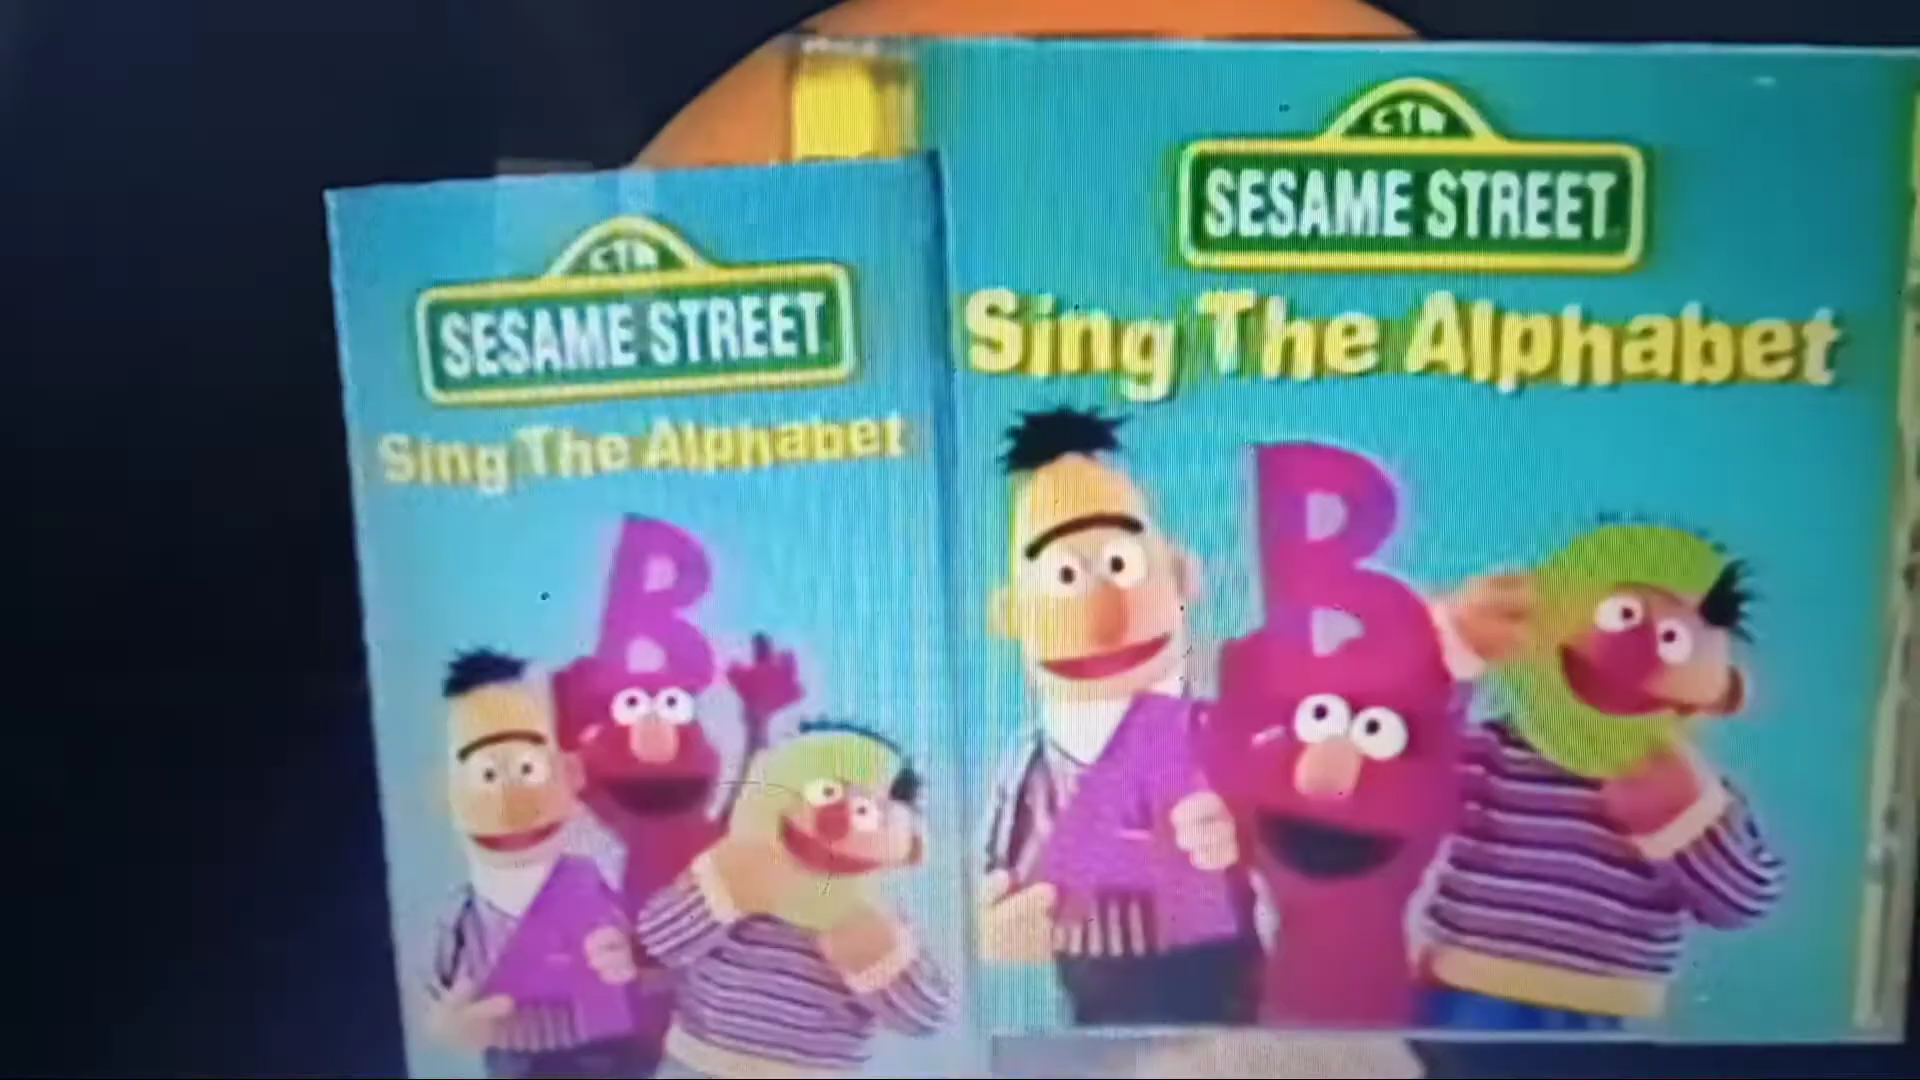 CTW
SESAME STREET
Sing The Alphabet
B
CTW
SESAME STREET
Sing The Alphabet
B